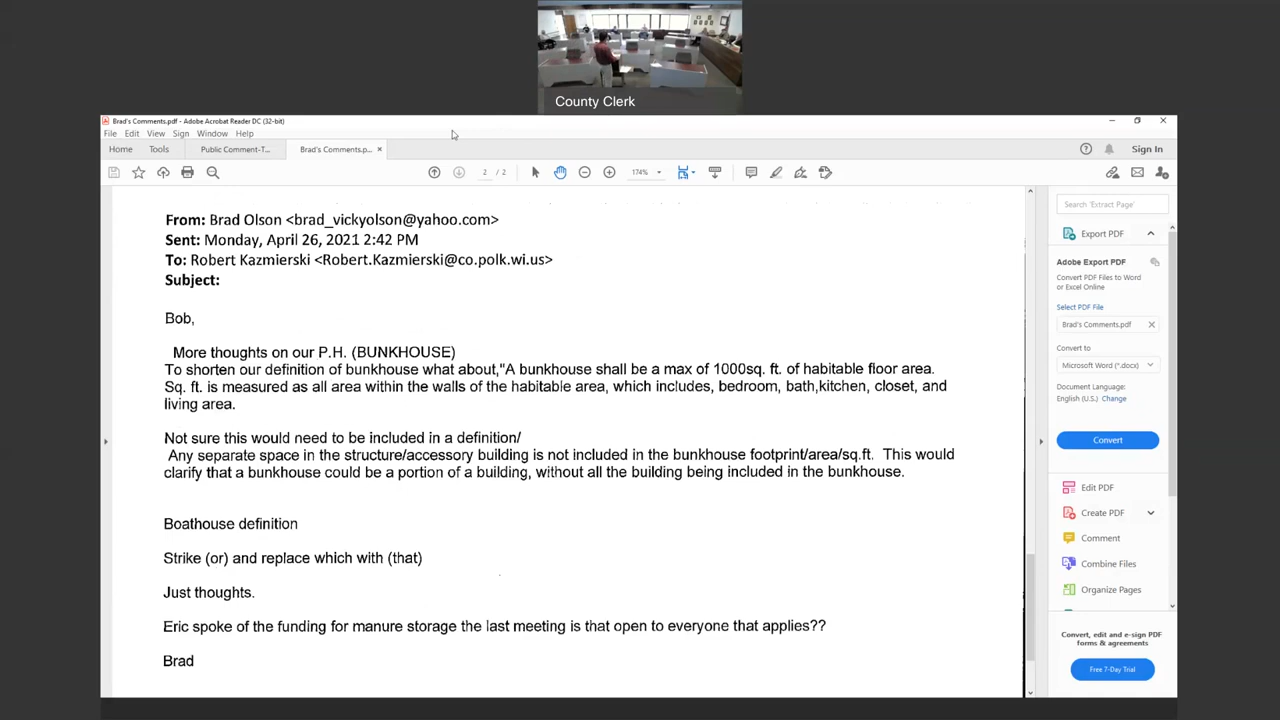 County Clerk
Brad's Comments.pdf - Adobe Acrobat Reader DC (32-bit)
File Edit View Sign Window Help
Home Tools Public Comment-T... Brad's Comments.p... × Sign In
2 / 2 174%
From: Brad Olson <brad_vickyolson@yahoo.com>
Sent: Monday, April 26, 2021 2:42 PM
To: Robert Kazmierski <Robert.Kazmierski@co.polk.wi.us>
Subject:
Bob,
More thoughts on our P.H. (BUNKHOUSE)
To shorten our definition of bunkhouse what about,"A bunkhouse shall be a max of 1000sq. ft. of habitable floor area.
Sq. ft. is measured as all area within the walls of the habitable area, which includes, bedroom, bath,kitchen, closet, and
living area.
Not sure this would need to be included in a definition/
Any separate space in the structure/accessory building is not included in the bunkhouse footprint/area/sq.ft. This would
clarify that a bunkhouse could be a portion of a building, without all the building being included in the bunkhouse.
Boathouse definition
Strike (or) and replace which with (that)
Just thoughts.
Eric spoke of the funding for manure storage the last meeting is that open to everyone that applies??
Brad
Search 'Extract Page'
Export PDF
Adobe Export PDF
Convert PDF Files to Word
or Excel Online
Select PDF File
Brad's Comments.pdf
Convert to
Microsoft Word (*.docx)
Document Language:
English (U.S.) Change
Convert
Edit PDF
Create PDF
Comment
Combine Files
Organize Pages
Convert, edit and e-sign PDF
forms & agreements
Free 7-Day Trial